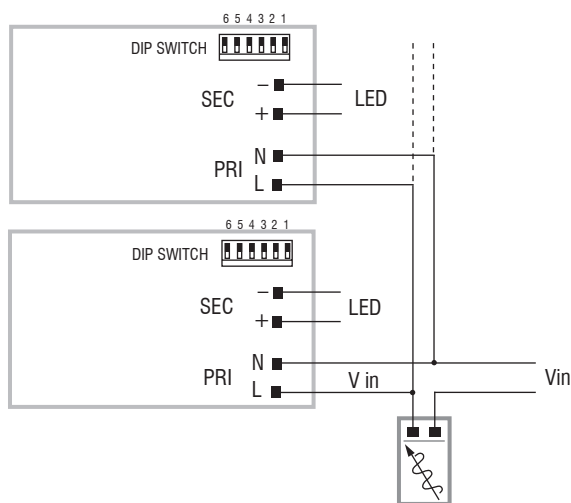 6 5 4 3 2 1
DIP SWITCH
SEC
−
+
LED
PRI
N
L
6 5 4 3 2 1
DIP SWITCH
SEC
−
+
LED
PRI
N
L
V in
Vin